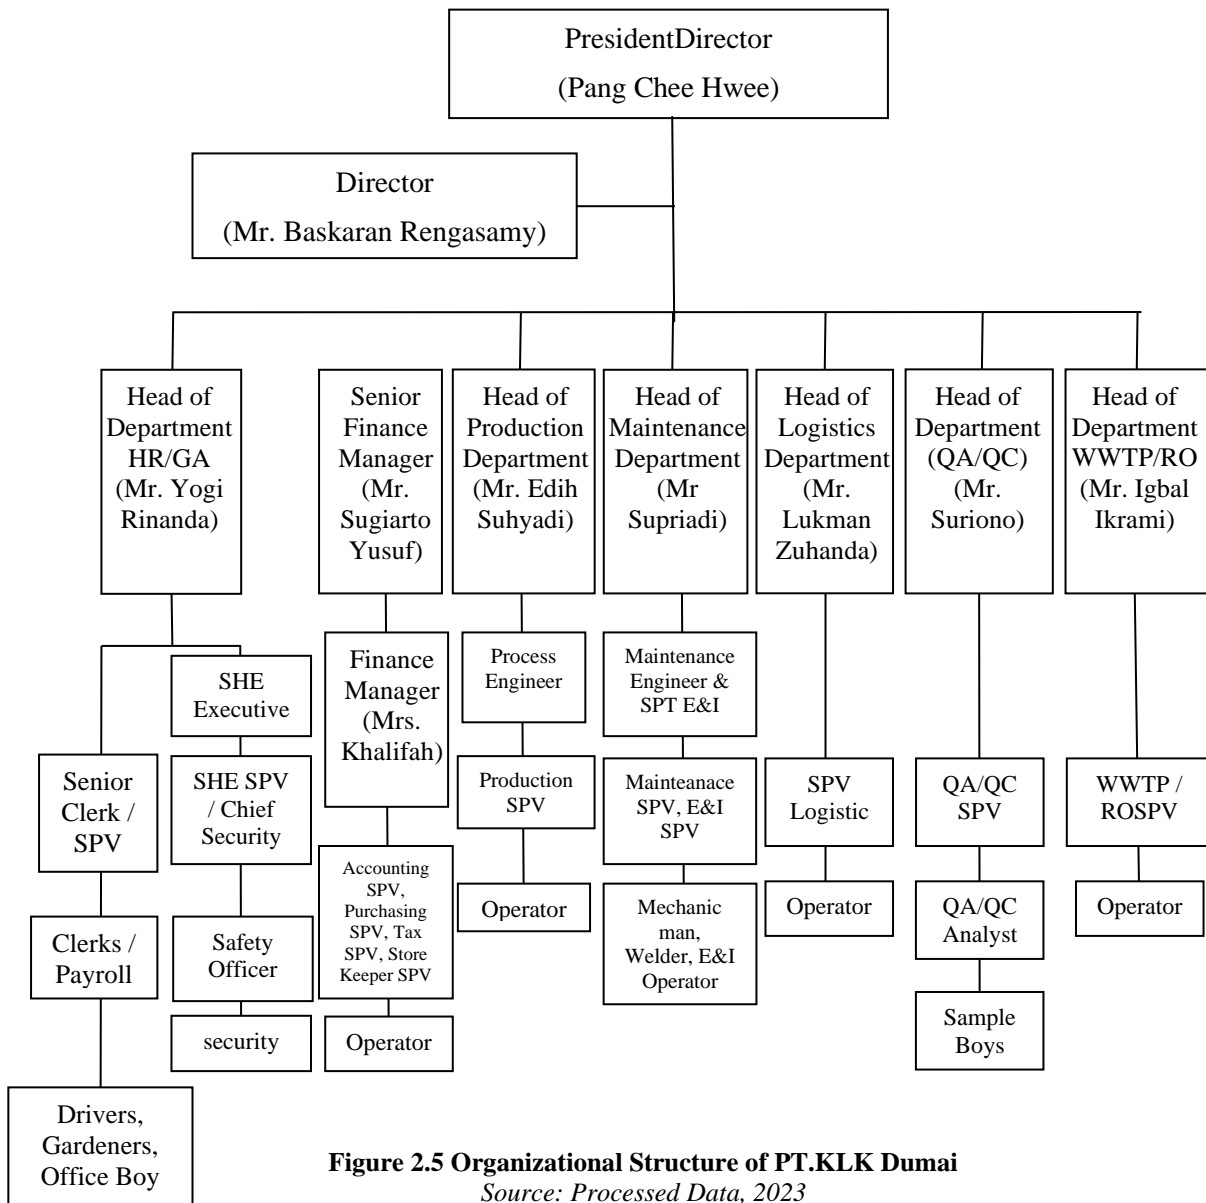 PresidentDirector
(Pang Chee Hwee)
Director
(Mr. Baskaran Rengasamy)
Head of
Department
HR/GA
(Mr. Yogi
Rinanda)
Senior
Finance
Manager
(Mr.
Sugiarto
Yusuf)
Head of
Production
Department
(Mr. Edih
Suhyadi)
Head of
Maintenance
Department
(Mr
Supriadi)
Head of
Logistics
Department
(Mr.
Lukman
Zuhanda)
Head of
Department
(QA/QC)
(Mr.
Suriono)
Head of
Department
WWTP/RO
(Mr. Igbal
Ikrami)
SHE
Executive
Finance
Manager
(Mrs.
Khalifah)
Process
Engineer
Maintenance
Engineer &
SPT E&I
Senior
Clerk /
SPV
SHE SPV
/ Chief
Security
Production
SPV
Mainteanace
SPV, E&I
SPV
SPV
Logistic
QA/QC
SPV
WWTP /
ROSPV
Accounting
SPV,
Purchasing
SPV, Tax
SPV, Store
Keeper SPV
Operator
Mechanic
man,
Welder, E&I
Operator
Operator
QA/QC
Analyst
Operator
Clerks /
Payroll
Safety
Officer
security
Operator
Sample
Boys
Drivers,
Gardeners,
Office Boy
Figure 2.5 Organizational Structure of PT.KLK Dumai
Source: Processed Data, 2023